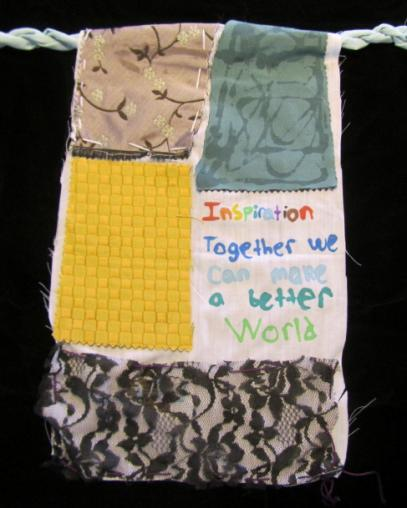 Inspiration
Together we
can make
a better
World